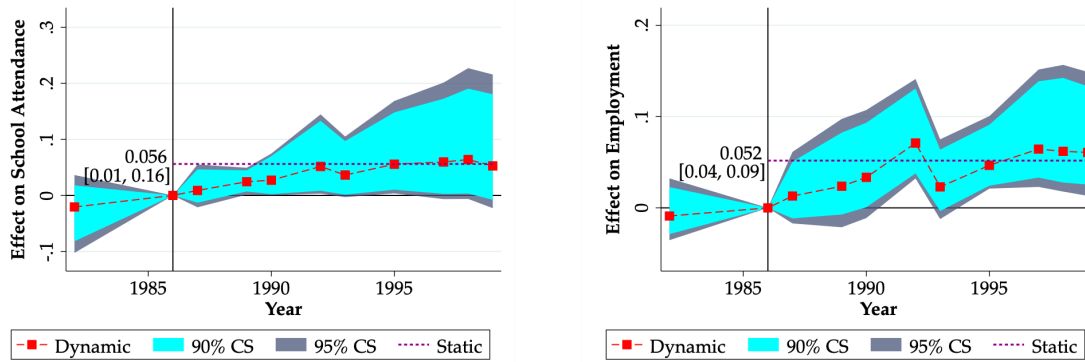 Effect on School Attendance
.3
.2
.1
0
-.1
0.056
[0.01, 0.16]
1985 1990 1995
Year
Dynamic 90% CS 95% CS Static
Effect on Employment
.2
.1
0
0.052
[0.04, 0.09]
1985 1990 1995
Year
Dynamic 90% CS 95% CS Static